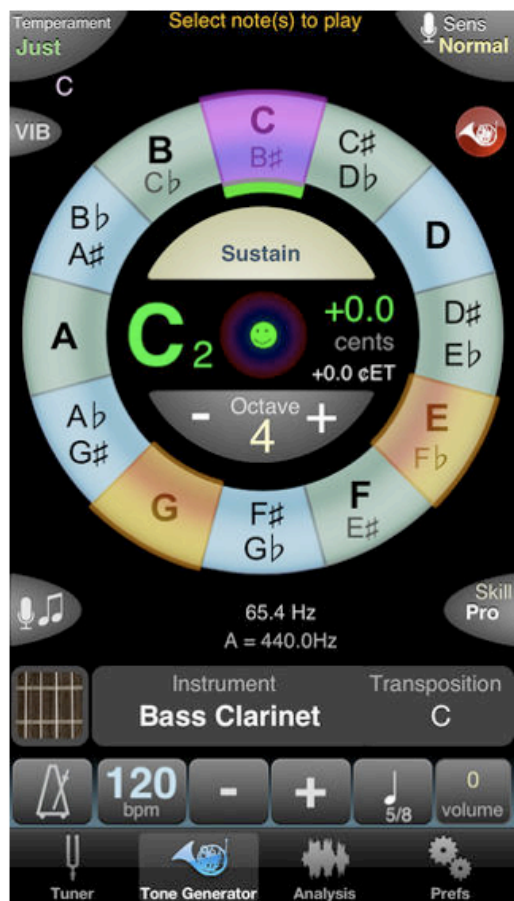 Temperament
Just
Select note(s) to play
Sens
Normal
C
VIB
C
B♯
C♯
D♭
D
D♯
E♭
E
F♭
F
E♯
F♯
G♭
G
A♭
G♯
A
B♭
A♯
B
C♭
Sustain
C2
+0.0
cents
+0.0 ¢ET
- Octave +
4
65.4 Hz
A = 440.0Hz
Skill
Pro
Instrument
Bass Clarinet
Transposition
C
120
bpm
-
+
5/8
0
volume
Tuner
Tone Generator
Analysis
Prefs